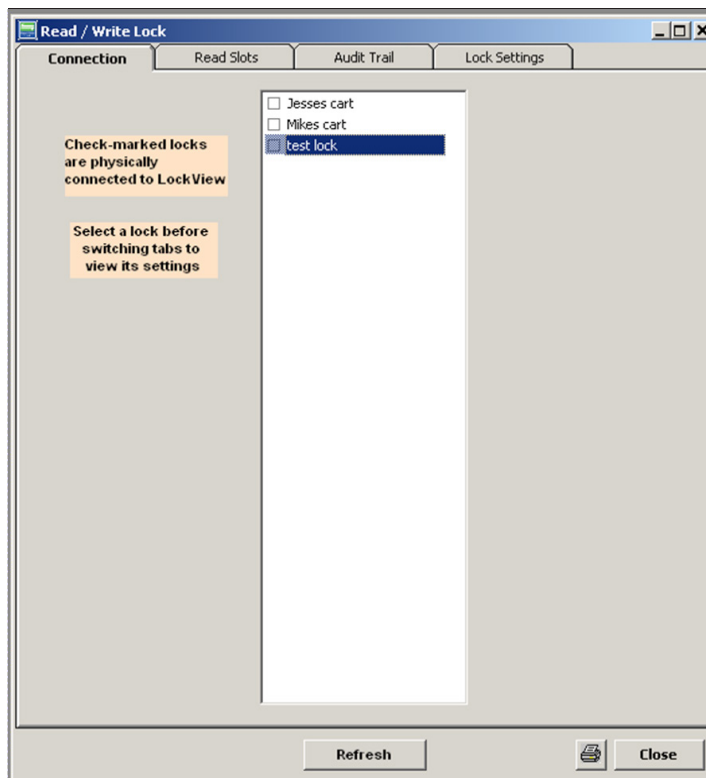 Read / Write Lock
Connection
Read Slots
Audit Trail
Lock Settings
Jesses cart
Mikes cart
test lock
Check-marked locks
are physically
connected to LockView
Select a lock before
switching tabs to
view its settings
Refresh
Close